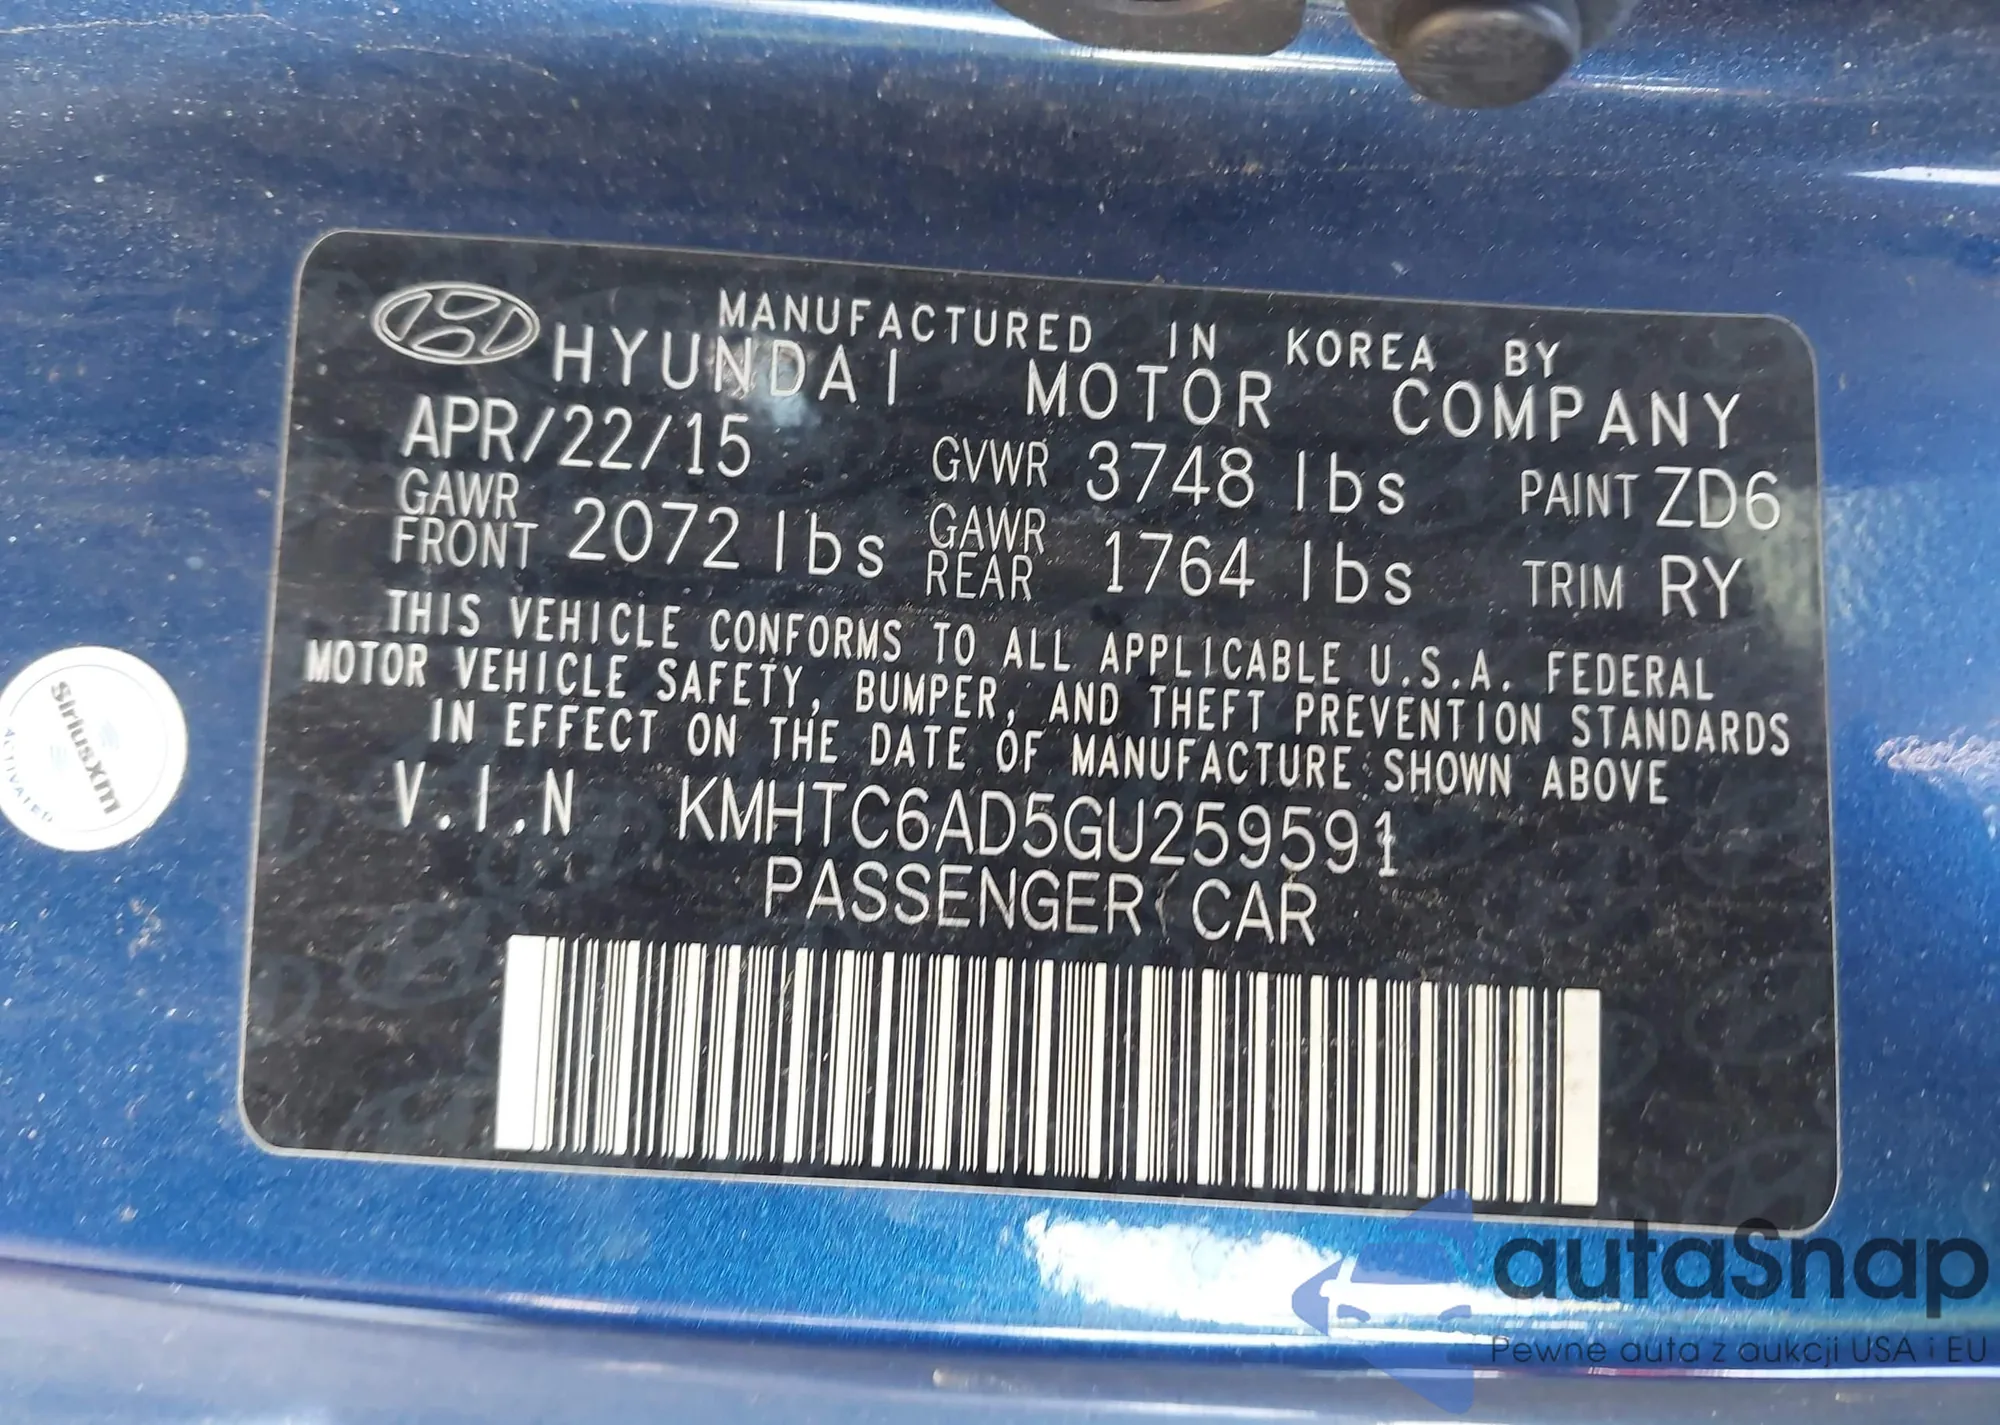 MANUFACTURED IN KOREA BY
HYUNDAI MOTOR COMPANY
APR/22/15 GVWR 3748 lbs PAINT ZD6
GAWR FRONT 2072 lbs GAWR REAR 1764 lbs TRIM RY
THIS VEHICLE CONFORMS TO ALL APPLICABLE U.S.A. FEDERAL
MOTOR VEHICLE SAFETY, BUMPER, AND THEFT PREVENTION STANDARDS
IN EFFECT ON THE DATE OF MANUFACTURE SHOWN ABOVE
V.I.N KMHTC6AD5GU259591
PASSENGER CAR
SiriusXm
ACTIVATED
autaSnap
Pewne auta z aukcji USA i EU